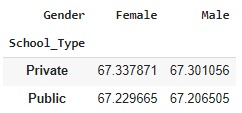 Gender Female Male
School_Type
Private 67.337871 67.301056
Public 67.229665 67.206505